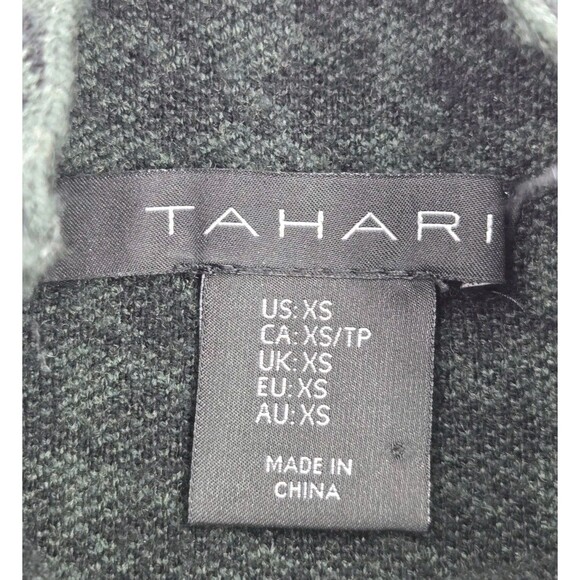 TAHARI
US: XS
CA: XS/TP
UK: XS
EU: XS
AU: XS
MADE IN
CHINA